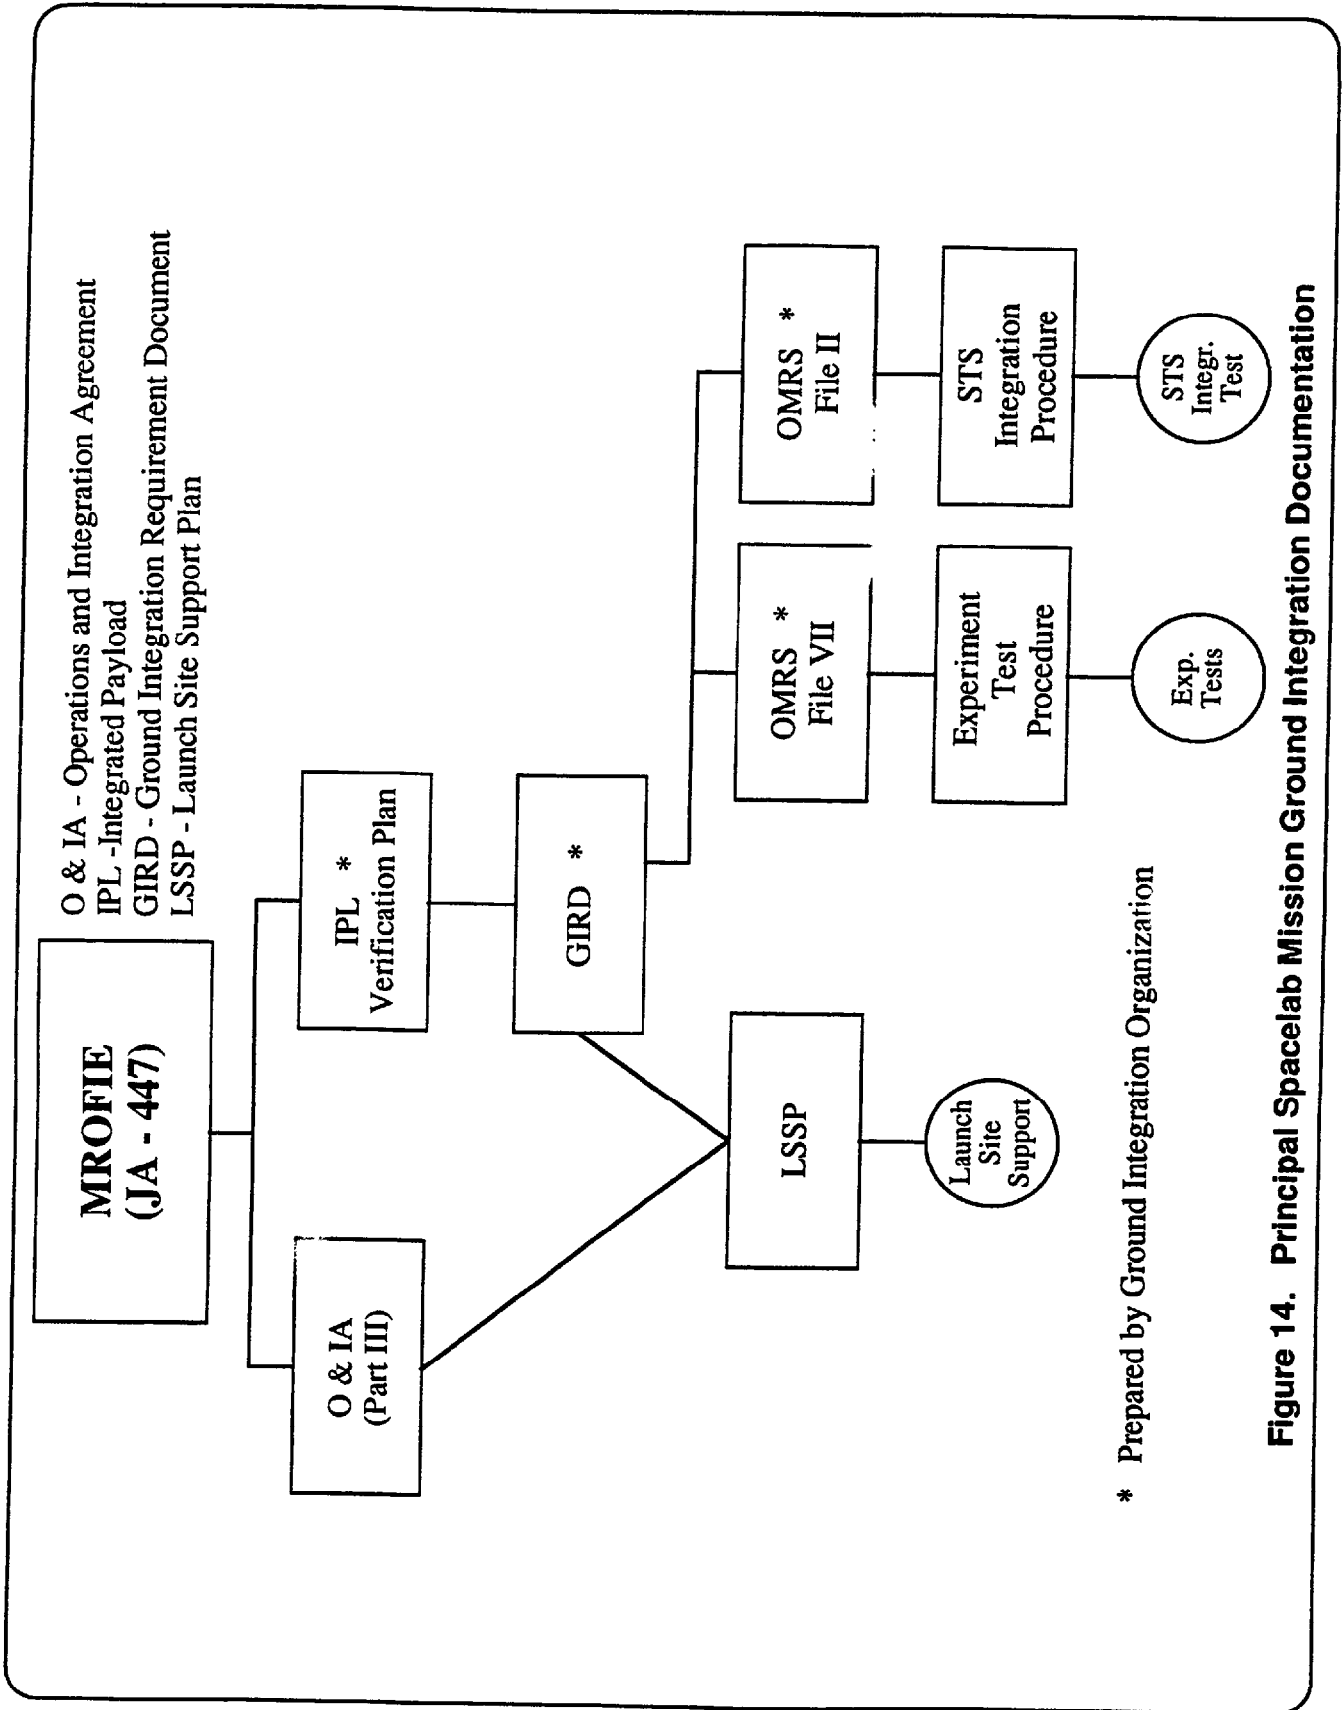 MROFIE
(JA - 447)
O & IA - Operations and Integration Agreement
IPL -Integrated Payload
GIRD - Ground Integration Requirement Document
LSSP - Launch Site Support Plan
O & IA
(Part III)
IPL *
Verification Plan
GIRD *
LSSP
Launch
Site
Support
OMRS *
File VII
Experiment
Test
Procedure
Exp.
Tests
OMRS *
File II
STS
Integration
Procedure
STS
Integr.
Test
* Prepared by Ground Integration Organization
Figure 14. Principal Spacelab Mission Ground Integration Documentation